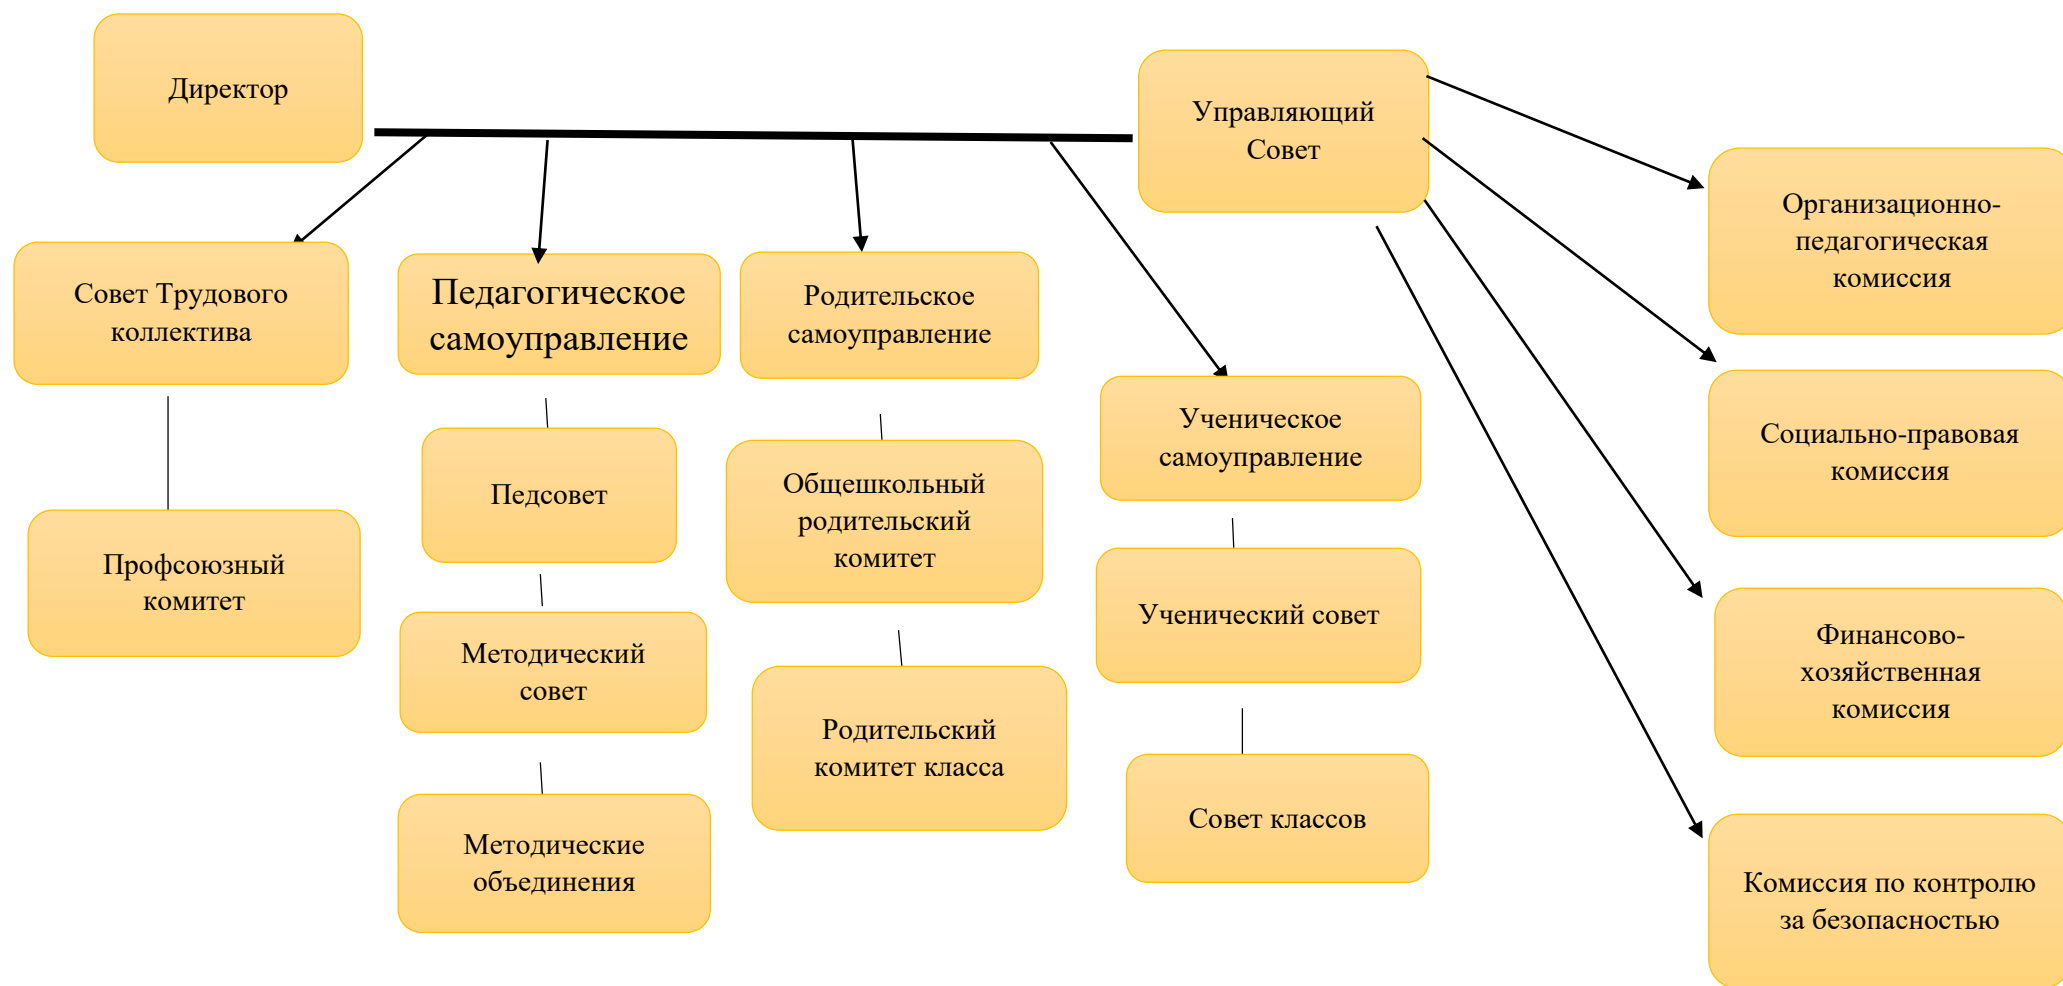 Директор
Управляющий
Совет
Организационно-
педагогическая
комиссия
Совет Трудового
коллектива
Педагогическое
самоуправление
Родительское
самоуправление
Ученическое
самоуправление
Социально-правовая
комиссия
Профсоюзный
комитет
Педсовет
Общешкольный
родительский
комитет
Ученический совет
Финансово-
хозяйственная
комиссия
Методический
совет
Родительский
комитет класса
Совет классов
Методические
объединения
Комиссия по контролю
за безопасностью